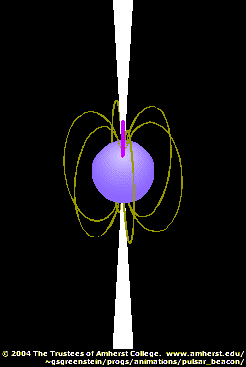 © 2004 The Trustees of Amherst College. www.amherst.edu/
~gsgreenstein/progs/animations/pulsar_beacon/